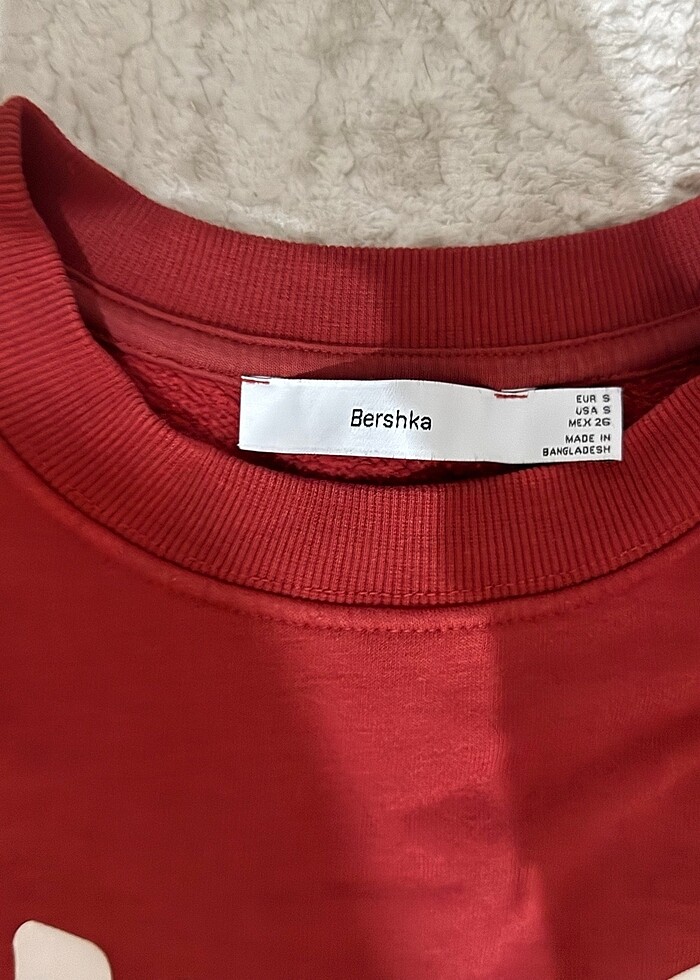 Bershka
EUR S
USA S
MEX 26
MADE IN
BANGLADESH